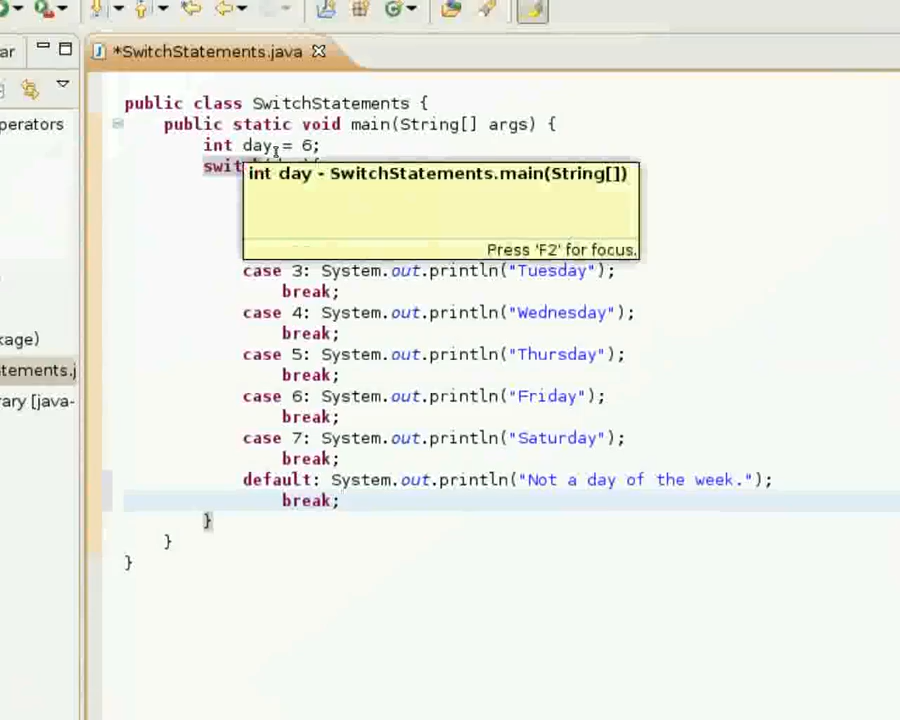 ar
*SwitchStatements.java
perators
kage)
tements.j
rary [java-
public class SwitchStatements {
public static void main(String[] args) {
int day = 6;
swit
int day - SwitchStatements.main(String[])
Press 'F2' for focus.
case 3: System.out.println("Tuesday");
break;
case 4: System.out.println("Wednesday");
break;
case 5: System.out.println("Thursday");
break;
case 6: System.out.println("Friday");
break;
case 7: System.out.println("Saturday");
break;
default: System.out.println("Not a day of the week.");
break;
}
}
}